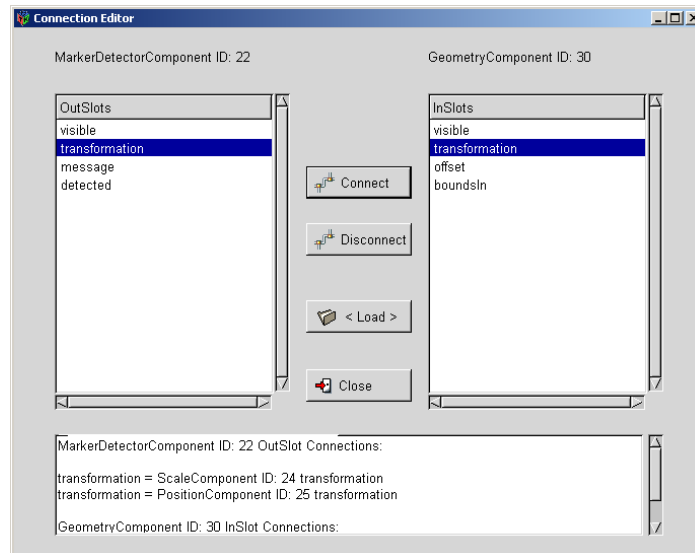 Connection Editor
MarkerDetectorComponent ID: 22
GeometryComponent ID: 30
OutSlots
visible
transformation
message
detected
InSlots
visible
transformation
offset
boundsIn
Connect
Disconnect
< Load >
Close
MarkerDetectorComponent ID: 22 OutSlot Connections:
transformation = ScaleComponent ID: 24 transformation
transformation = PositionComponent ID: 25 transformation
GeometryComponent ID: 30 InSlot Connections: